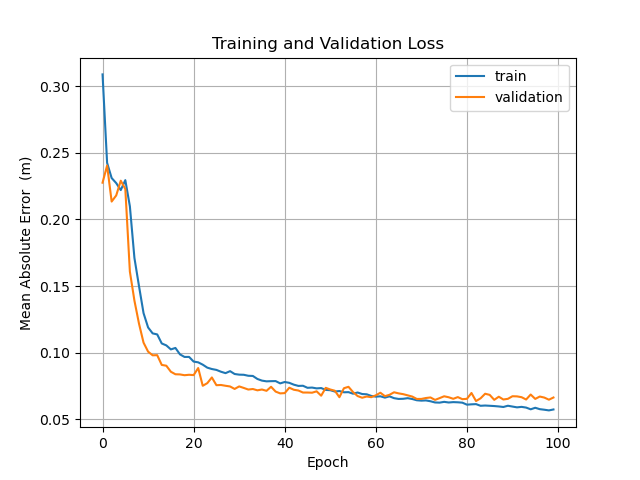 Training and Validation Loss
train
validation
0.30
0.25
0.20
0.15
0.10
0.05
Mean Absolute Error (m)
0
20
40
60
80
100
Epoch